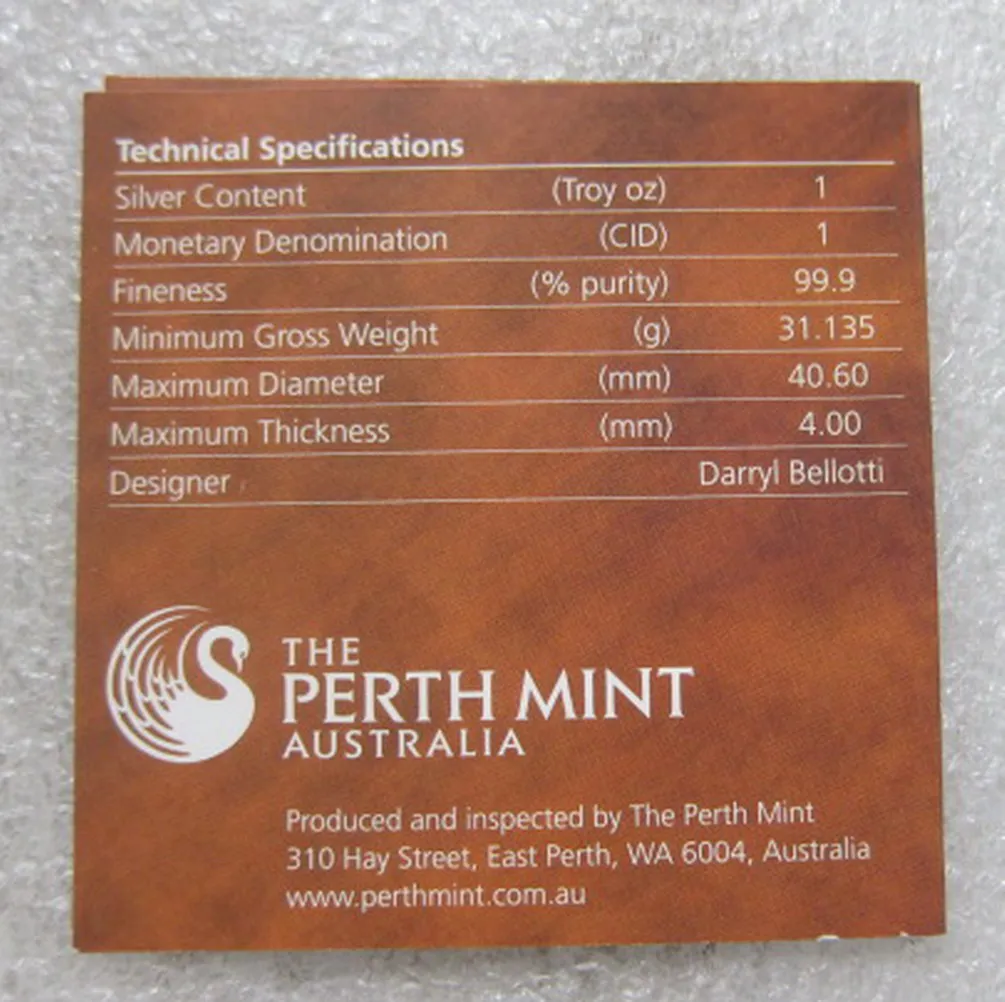 Technical Specifications
Silver Content (Troy oz) 1
Monetary Denomination (CID) 1
Fineness (% purity) 99.9
Minimum Gross Weight (g) 31.135
Maximum Diameter (mm) 40.60
Maximum Thickness (mm) 4.00
Designer Darryl Bellotti
THE
PERTH MINT
AUSTRALIA
Produced and inspected by The Perth Mint
310 Hay Street, East Perth, WA 6004, Australia
www.perthmint.com.au